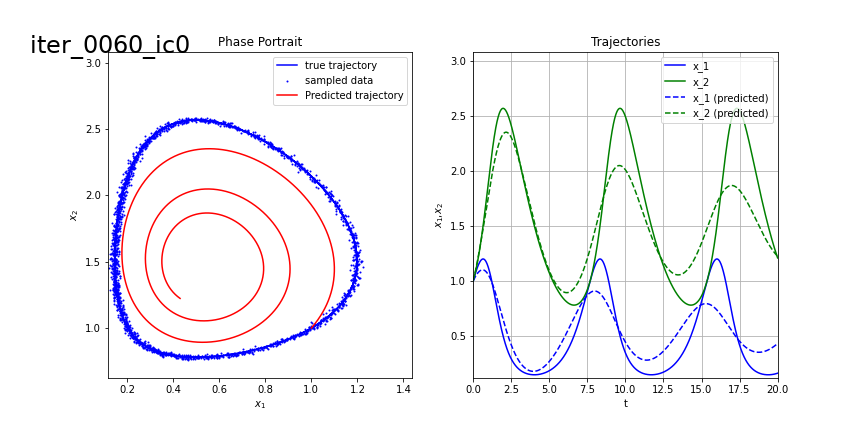 iter_0060_ic0
Phase Portrait
true trajectory
sampled data
Predicted trajectory
3.0
2.5
2.0
1.5
1.0
x₂
0.2 0.4 0.6 0.8 1.0 1.2 1.4
x₁
Trajectories
x_1
x_2
x_1 (predicted)
x_2 (predicted)
3.0
2.5
2.0
1.5
1.0
0.5
x₁,x₂
0.0 2.5 5.0 7.5 10.0 12.5 15.0 17.5 20.0
t